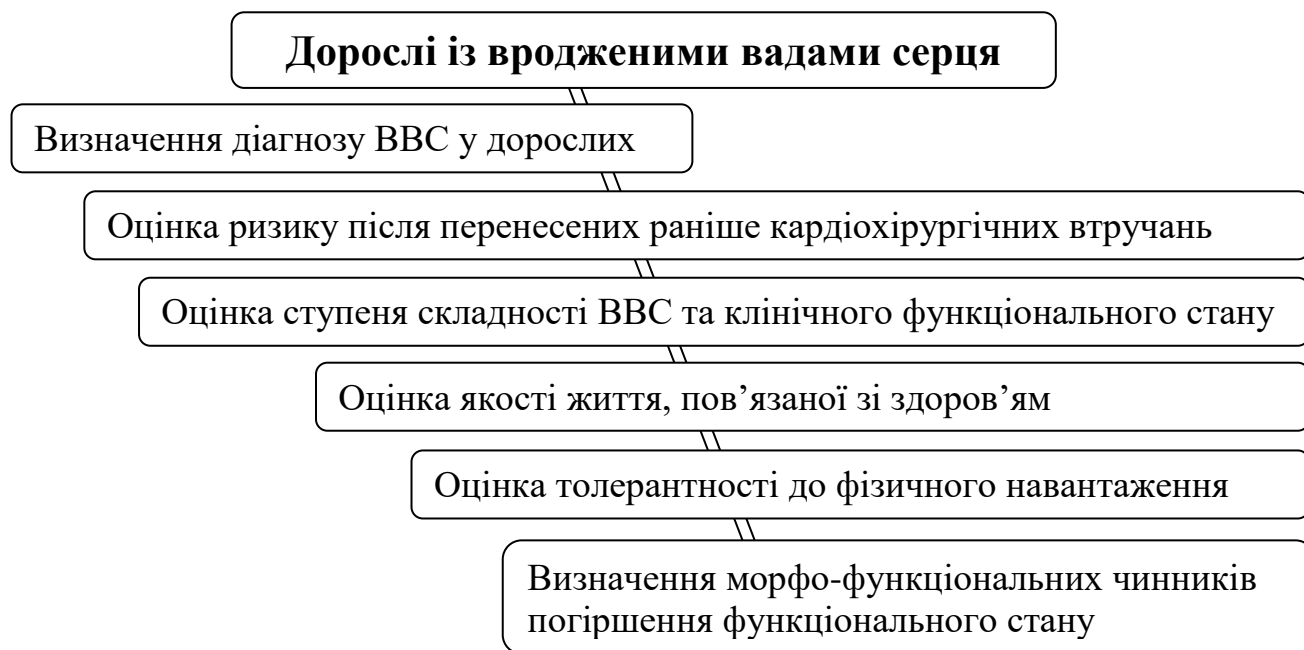 Дорослі із вродженими вадами серця
Визначення діагнозу ВВС у дорослих
Оцінка ризику після перенесених раніше кардіохірургічних втручань
Оцінка ступеня складності ВВС та клінічного функціонального стану
Оцінка якості життя, пов’язаної зі здоров’ям
Оцінка толерантності до фізичного навантаження
Визначення морфо-функціональних чинників
погіршення функціонального стану